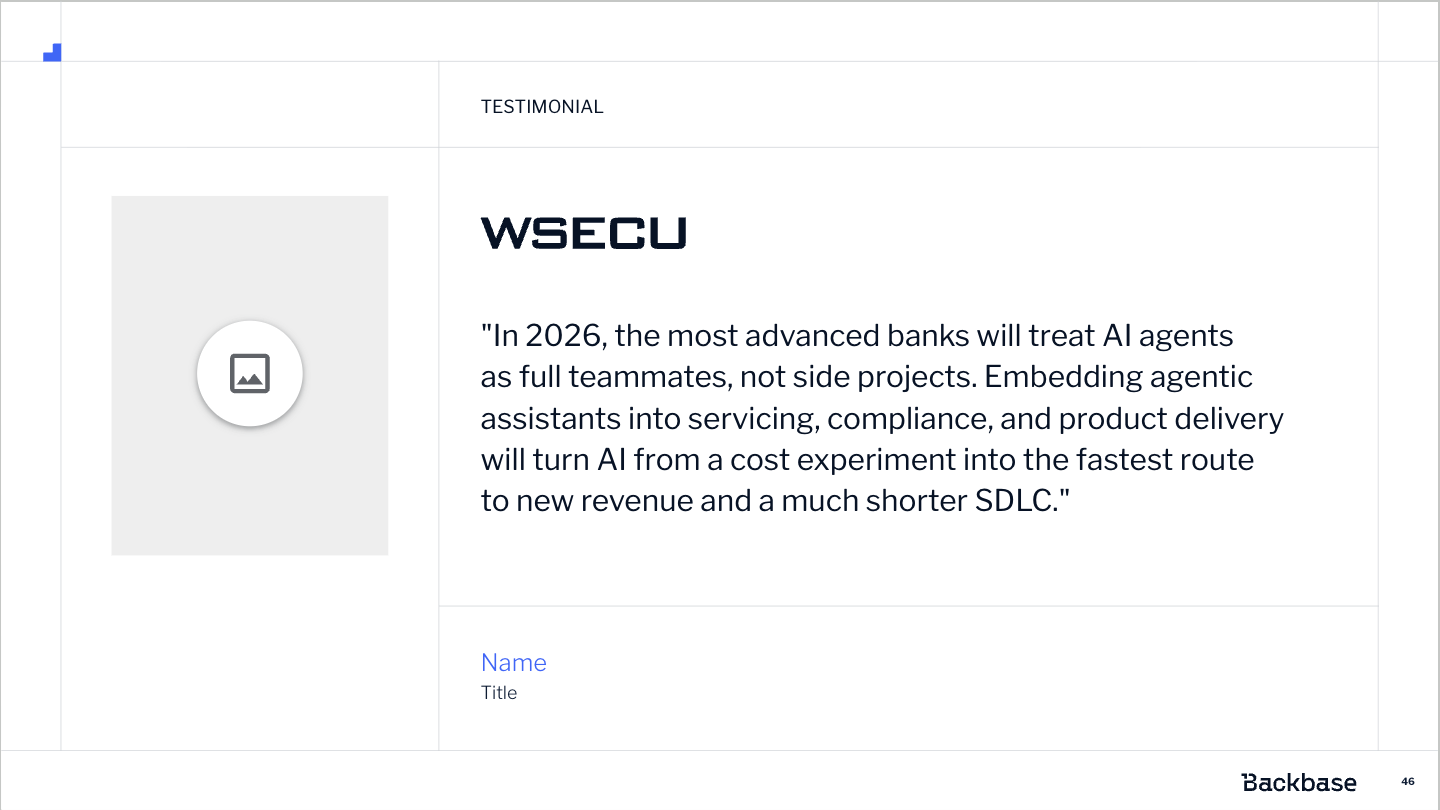 TESTIMONIAL
WSECU
"In 2026, the most advanced banks will treat AI agents
as full teammates, not side projects. Embedding agentic
assistants into servicing, compliance, and product delivery
will turn AI from a cost experiment into the fastest route
to new revenue and a much shorter SDLC."
Name
Title
Backbase
46